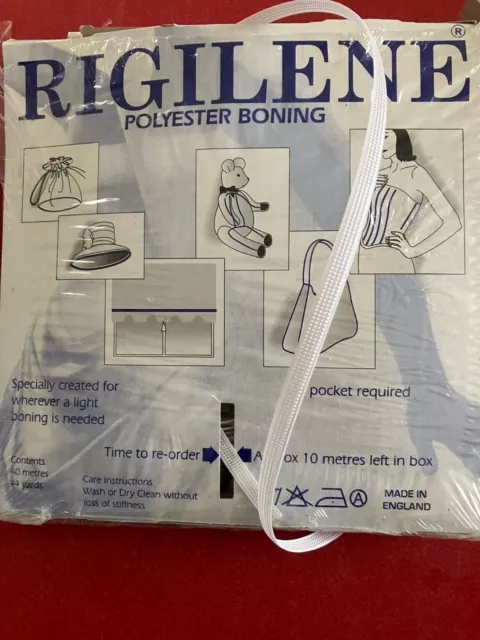 RIGILENE®
POLYESTER BONING
Specially created for
wherever a light
boning is needed
pocket required
Time to re-order
ox 10 metres left in box
Contents
40 metres
44 yards
Care instructions
Wash or Dry Clean without
loss of stiffness
A
MADE IN
ENGLAND